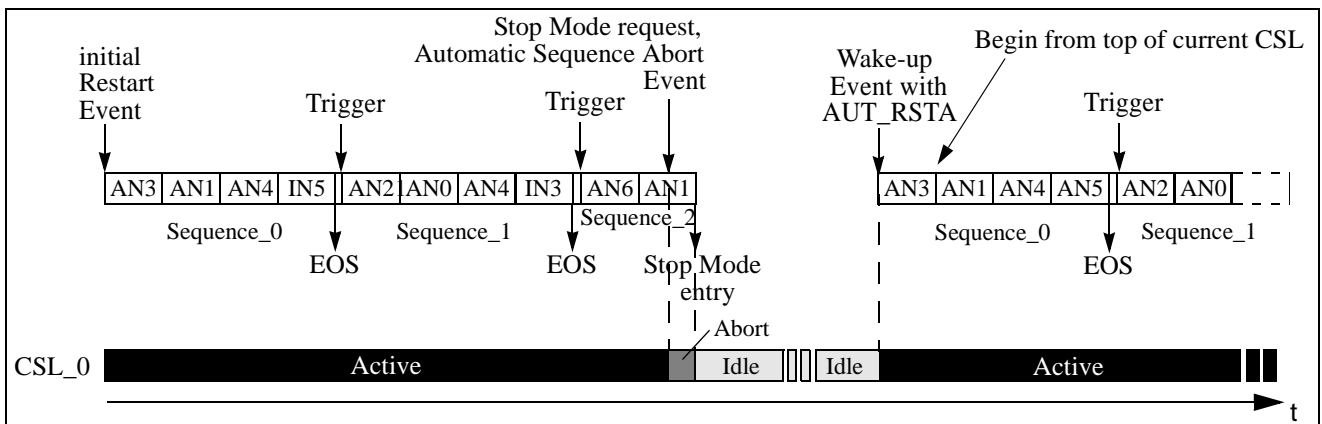 Stop Mode request,
Automatic Sequence Abort
Event
initial
Restart
Event
Trigger
Trigger
Wake-up
Event with
AUT_RSTA
Begin from top of current CSL
Trigger
AN3 AN1 AN4 IN5 AN21AN0 AN4 IN3 AN6 AN1
AN3 AN1 AN4 AN5 AN2 AN0
Sequence_0
Sequence_1
Sequence_2
Sequence_0
Sequence_1
EOS
EOS
Stop Mode
entry
EOS
Abort
CSL_0
Active
Idle
Idle
Active
t